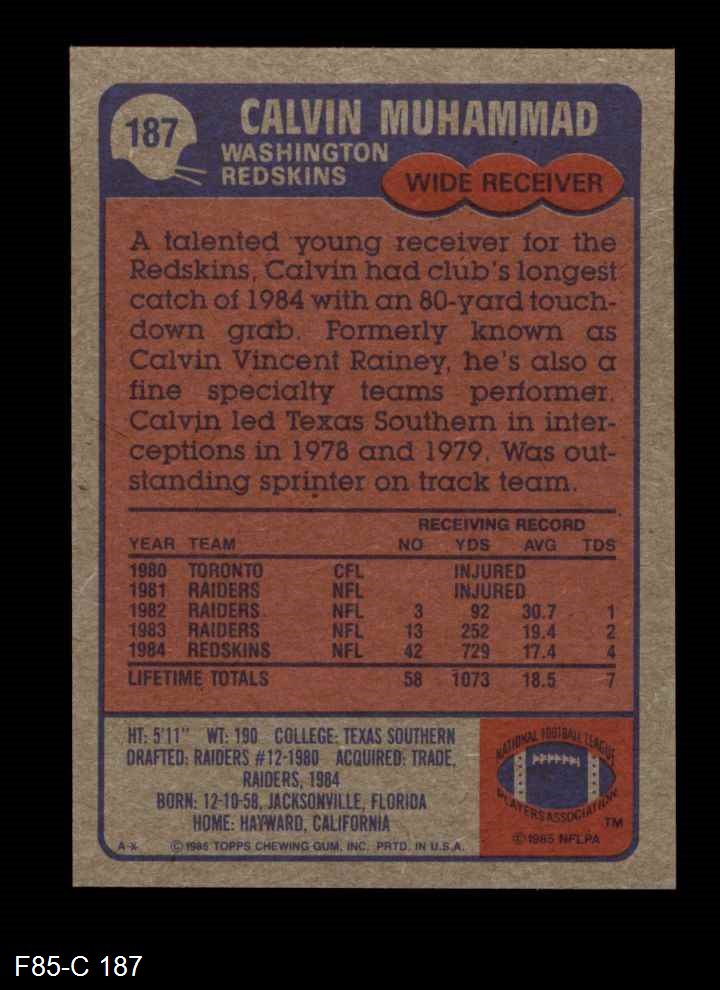 187
CALVIN MUHAMMAD
WASHINGTON
REDSKINS
WIDE RECEIVER
A talented young receiver for the
Redskins, Calvin had club's longest
catch of 1984 with an 80-yard touch-
down grab. Formerly known as
Calvin Vincent Rainey, he's also a
fine specialty teams performer.
Calvin led Texas Southern in inter-
ceptions in 1978 and 1979. Was out-
standing sprinter on track team.
RECEIVING RECORD
YEAR TEAM NO YDS AVG TDS
1980 TORONTO CFL INJURED
1981 RAIDERS NFL INJURED
1982 RAIDERS NFL 3 92 30.7 1
1983 RAIDERS NFL 13 252 19.4 2
1984 REDSKINS NFL 42 729 17.4 4
LIFETIME TOTALS 58 1073 18.5 7
HT: 5'11" WT: 190 COLLEGE: TEXAS SOUTHERN
DRAFTED: RAIDERS #12-1980 ACQUIRED: TRADE,
RAIDERS, 1984
BORN: 12-10-58, JACKSONVILLE, FLORIDA
HOME: HAYWARD, CALIFORNIA
A-X © 1985 TOPPS CHEWING GUM, INC. PRTD. IN U.S.A.
NATIONAL FOOTBALL LEAGUE
PLAYERS ASSOCIATION
TM
© 1985 NFLPA
F85-C 187